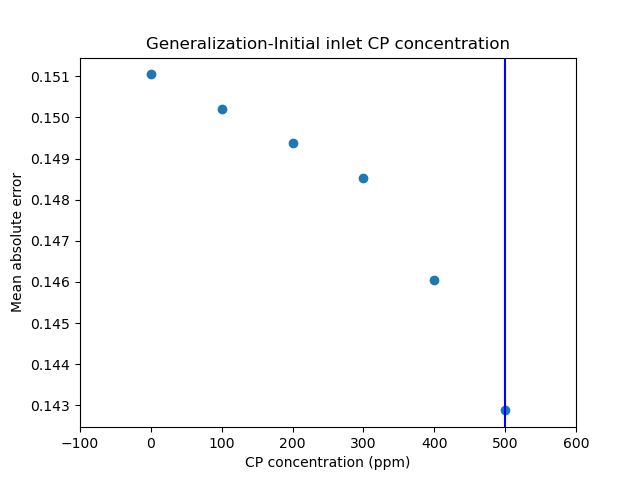 Generalization-Initial inlet CP concentration
0.151
0.150
0.149
0.148
0.147
0.146
0.145
0.144
0.143
Mean absolute error
−100 0 100 200 300 400 500 600
CP concentration (ppm)